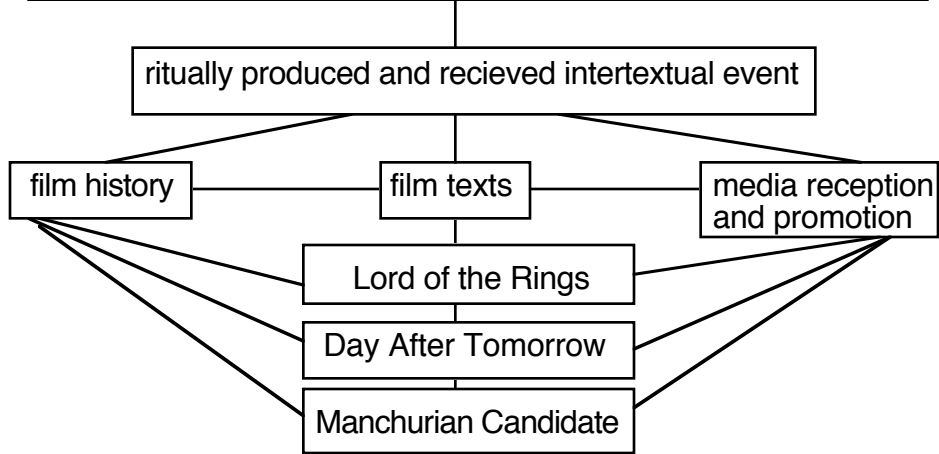 ritually produced and recieved intertextual event
film history
film texts
media reception
and promotion
Lord of the Rings
Day After Tomorrow
Manchurian Candidate